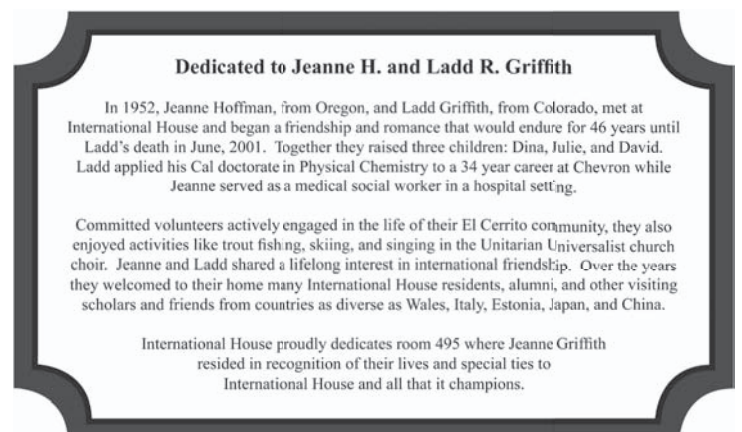 Dedicated to Jeanne H. and Ladd R. Griffith
In 1952, Jeanne Hoffman, from Oregon, and Ladd Griffith, from Colorado, met at
International House and began a friendship and romance that would endure for 46 years until
Ladd's death in June, 2001. Together they raised three children: Dina, Julie, and David.
Ladd applied his Cal doctorate in Physical Chemistry to a 34 year career at Chevron while
Jeanne served as a medical social worker in a hospital setting.
Committed volunteers actively engaged in the life of their El Cerrito community, they also
enjoyed activities like trout fishing, skiing, and singing in the Unitarian Universalist church
choir. Jeanne and Ladd shared a lifelong interest in international friendship. Over the years
they welcomed to their home many International House residents, alumni, and other visiting
scholars and friends from countries as diverse as Wales, Italy, Estonia, Japan, and China.
International House proudly dedicates room 495 where Jeanne Griffith
resided in recognition of their lives and special ties to
International House and all that it champions.